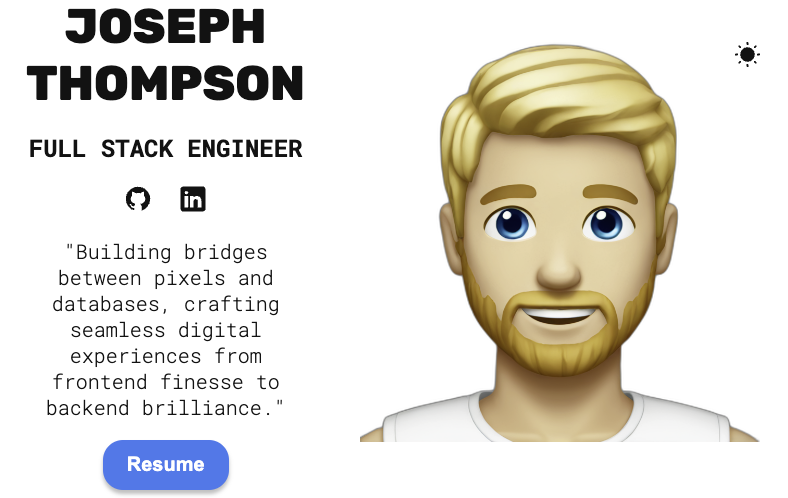 JOSEPH
THOMPSON
FULL STACK ENGINEER
in
"Building bridges
between pixels and
databases, crafting
seamless digital
experiences from
frontend finesse to
backend brilliance."
Resume